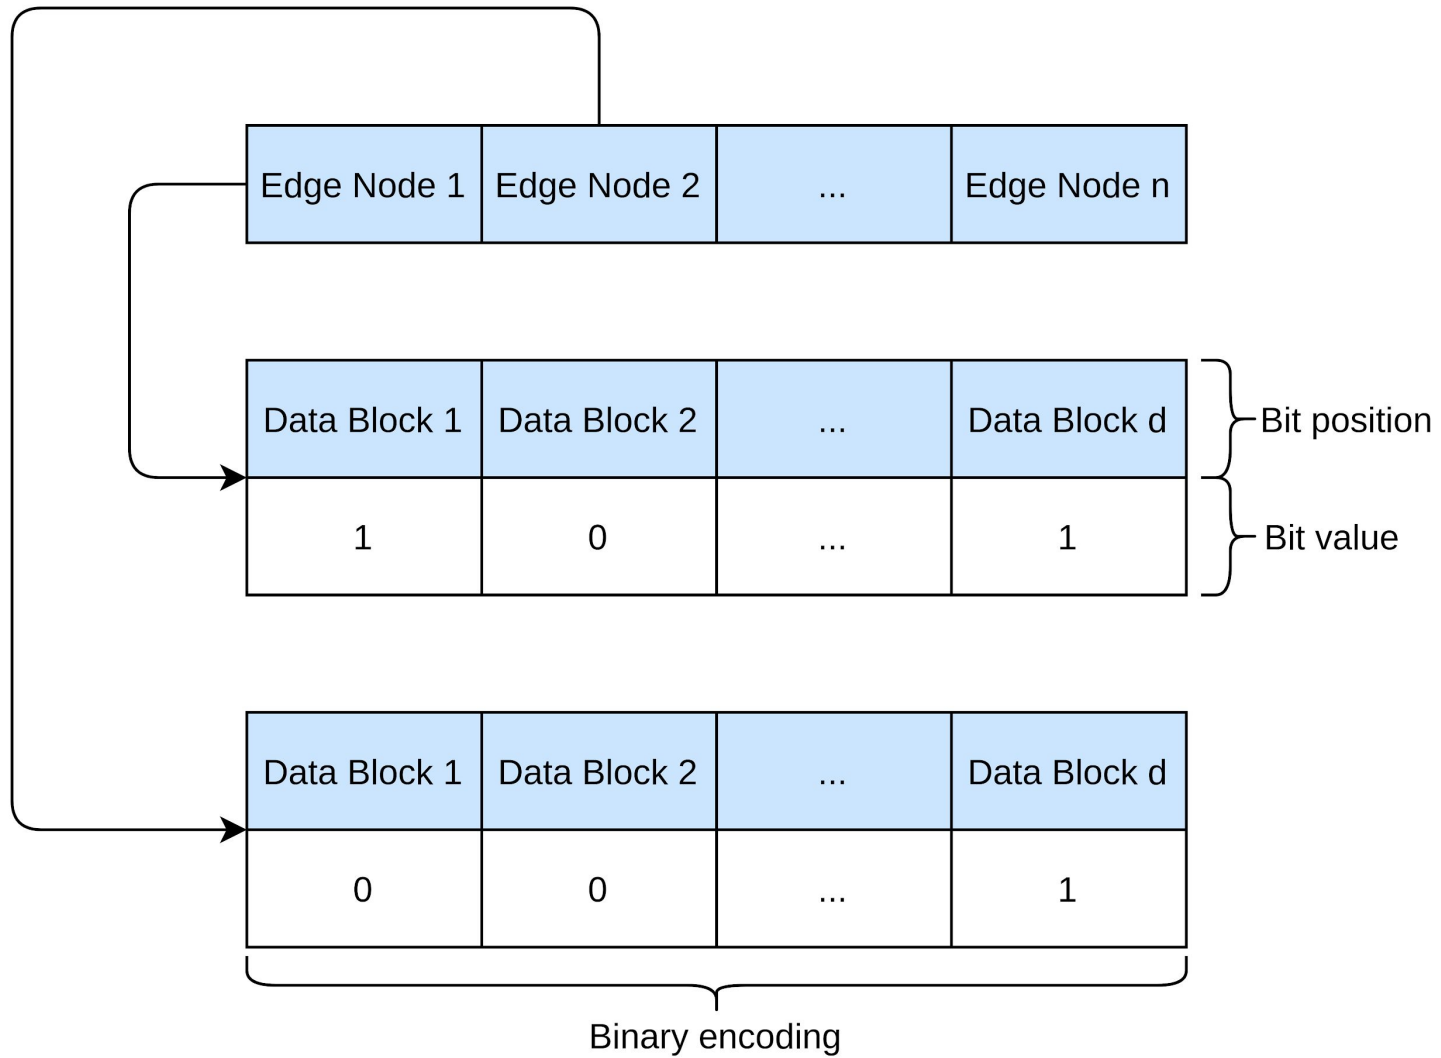 Edge Node 1 Edge Node 2 ... Edge Node n
Data Block 1 Data Block 2 ... Data Block d Bit position
1 0 ... 1 Bit value
Data Block 1 Data Block 2 ... Data Block d
0 0 ... 1
Binary encoding